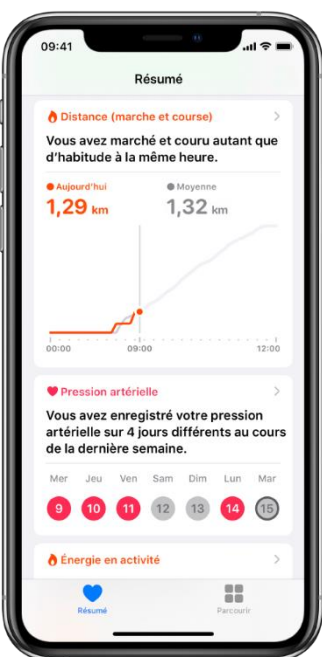 09:41
Résumé
Distance (marche et course)
Vous avez marché et couru autant que
d'habitude à la même heure.
Aujourd'hui Moyenne
1,29 km 1,32 km
00:00 09:00 12:00
Pression artérielle
Vous avez enregistré votre pression
artérielle sur 4 jours différents au cours
de la dernière semaine.
Mer Jeu Ven Sam Dim Lun Mar
9 10 11 12 13 14 15
Énergie en activité
Résumé Parcourir